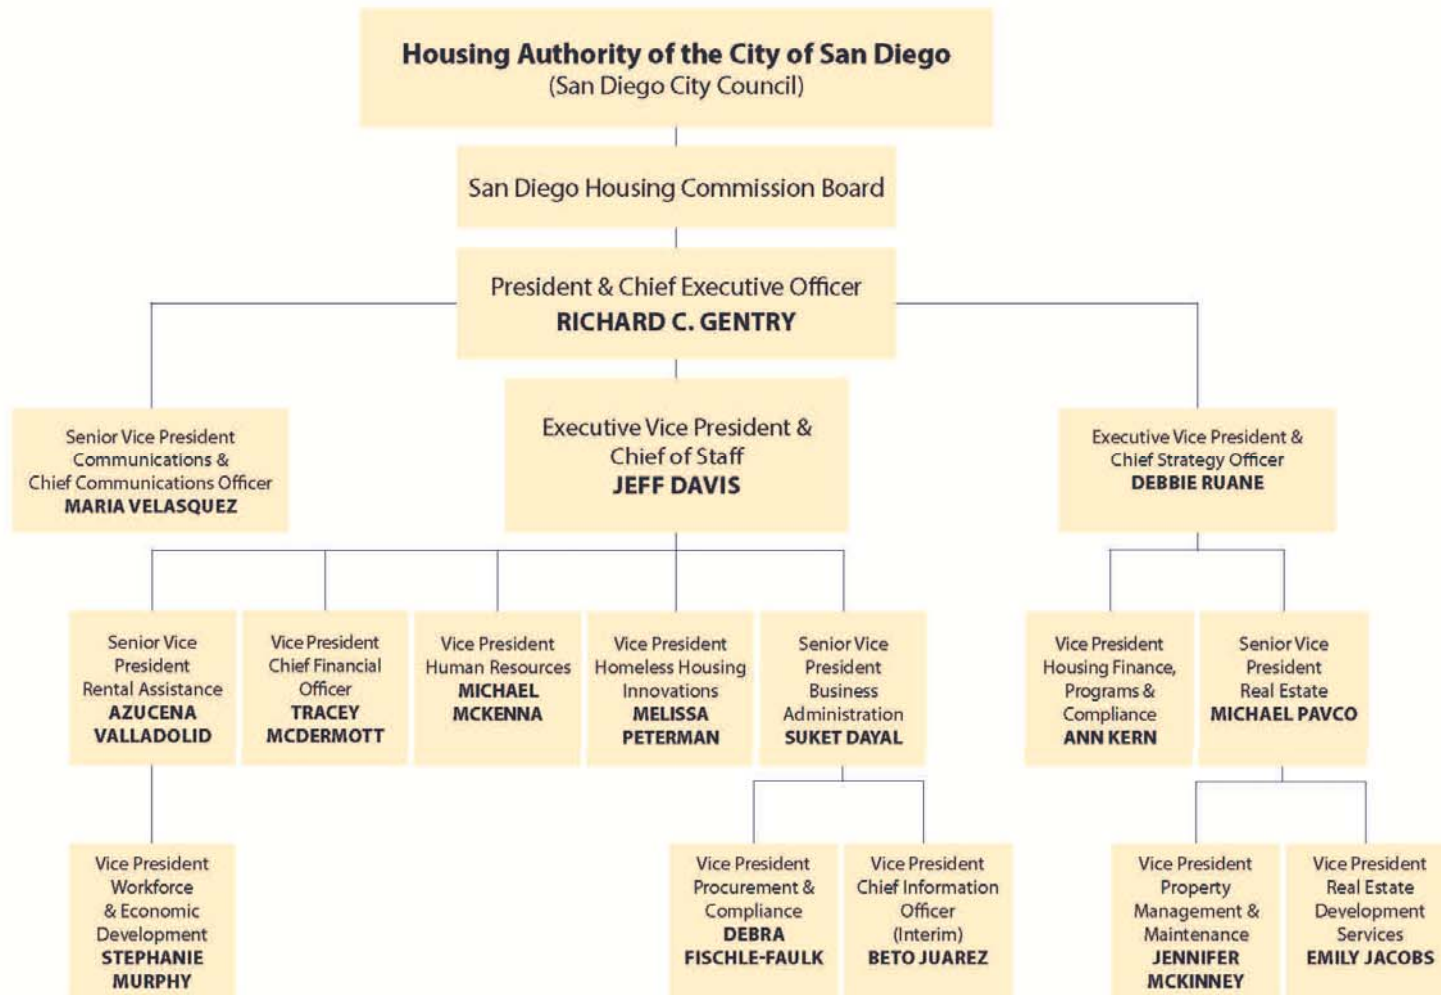 Housing Authority of the City of San Diego
(San Diego City Council)
San Diego Housing Commission Board
President & Chief Executive Officer
RICHARD C. GENTRY
Senior Vice President
Communications &
Chief Communications Officer
MARIA VELASQUEZ
Executive Vice President &
Chief of Staff
JEFF DAVIS
Executive Vice President &
Chief Strategy Officer
DEBBIE RUANE
Senior Vice
President
Rental Assistance
AZUCENA
VALLADOLID
Vice President
Chief Financial
Officer
TRACEY
MCDERMOTT
Vice President
Human Resources
MICHAEL
MCKENNA
Vice President
Homeless Housing
Innovations
MELISSA
PETERMAN
Senior Vice
President
Business
Administration
SUKET DAYAL
Vice President
Housing Finance,
Programs &
Compliance
ANN KERN
Senior Vice
President
Real Estate
MICHAEL PAVCO
Vice President
Workforce
& Economic
Development
STEPHANIE
MURPHY
Vice President
Procurement &
Compliance
DEBRA
FISCHLE-FAULK
Vice President
Chief Information
Officer
(Interim)
BETO JUAREZ
Vice President
Property
Management &
Maintenance
JENNIFER
MCKINNEY
Vice President
Real Estate
Development
Services
EMILY JACOBS